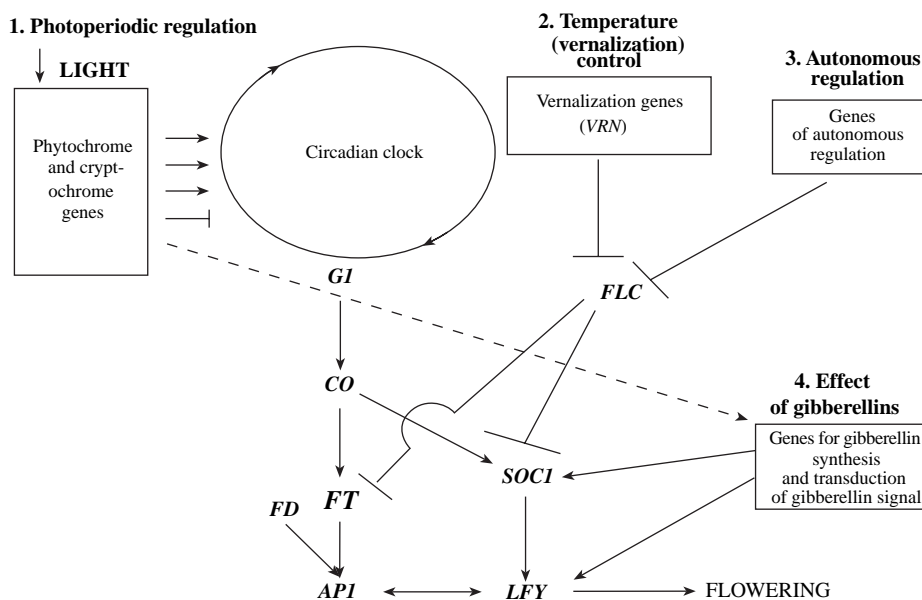 1. Photoperiodic regulation
LIGHT
Phytochrome
and crypt-
ochrome
genes
Circadian clock
2. Temperature
(vernalization)
control
Vernalization genes
(VRN)
3. Autonomous
regulation
Genes
of autonomous
regulation
G1
FLC
CO
4. Effect
of gibberellins
Genes for gibberellin
synthesis
and transduction
of gibberellin signal
SOC1
FT
FD
AP1
LFY
FLOWERING